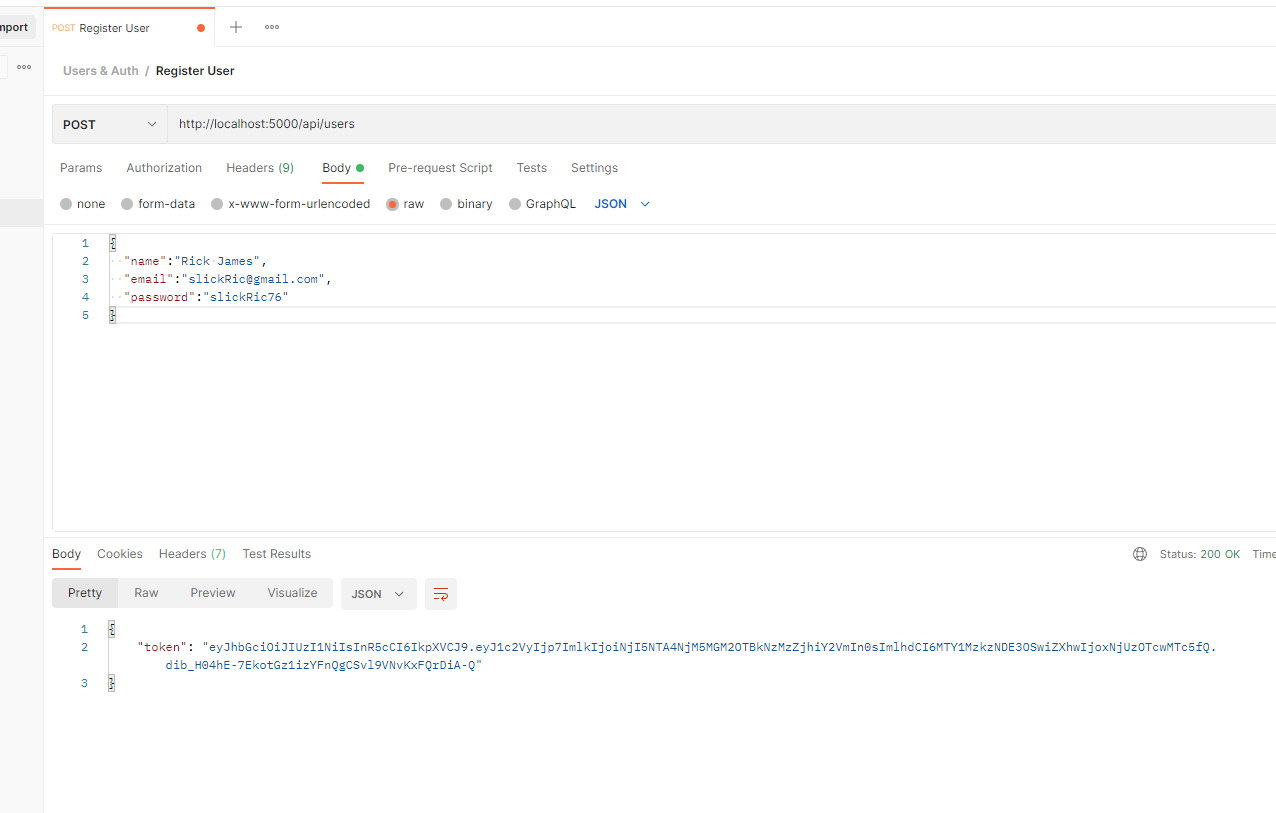 mport
POST Register User
Users & Auth / Register User
POST http://localhost:5000/api/users
Params Authorization Headers (9) Body Pre-request Script Tests Settings
none form-data x-www-form-urlencoded raw binary GraphQL JSON
1 {
2 "name":"Rick James",
3 "email":"slickRic@gmail.com",
4 "password":"slickRic76"
5 }
Body Cookies Headers (7) Test Results Status: 200 OK Time
Pretty Raw Preview Visualize JSON
1 {
2 "token": "eyJhbGciOiJIUzI1NiIsInR5cCI6IkpXVCJ9.eyJ1c2VyIjp7ImlkIjoiNjI5NTA4NjM5MGM2OTBkNzMzZjhiY2VmIn0sImlhdCI6MTY1MzkzNDE3OSwiZXhwIjoxNjUzOTcwMTc5fQ.
dib_H04hE-7EkotGz1izYFnQgCSvl9VNvKxFQrDiA-Q"
3 }